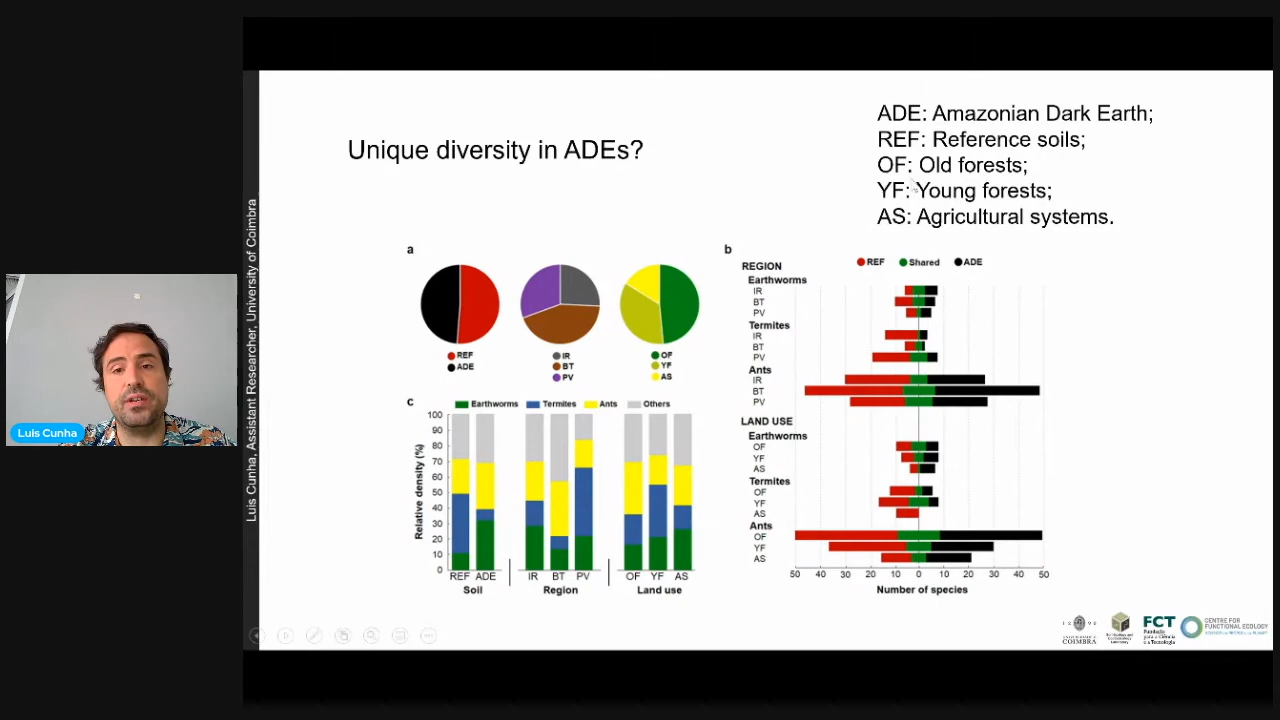 Unique diversity in ADEs?
ADE: Amazonian Dark Earth;
REF: Reference soils;
OF: Old forests;
YF: Young forests;
AS: Agricultural systems.
Luis Cunha, Assistant Researcher, University of Coimbra
Luis Cunha
a
REF
ADE
IR
BT
PV
OF
YF
AS
b
REF Shared ADE
REGION
Earthworms
IR
BT
PV
Termites
IR
BT
PV
Ants
IR
BT
PV
LAND USE
Earthworms
OF
YF
AS
Termites
OF
YF
AS
Ants
OF
YF
AS
50 40 30 20 10 0 10 20 30 40 50
Number of species
c
Earthworms Termites Ants Others
Relative density (%)
100
90
80
70
60
50
40
30
20
10
0
REF ADE IR BT PV OF YF AS
Soil Region Land use
COIMBRA
FCT
Fundação
para a Ciência
e a Tecnologia
CENTRE FOR
FUNCTIONAL ECOLOGY